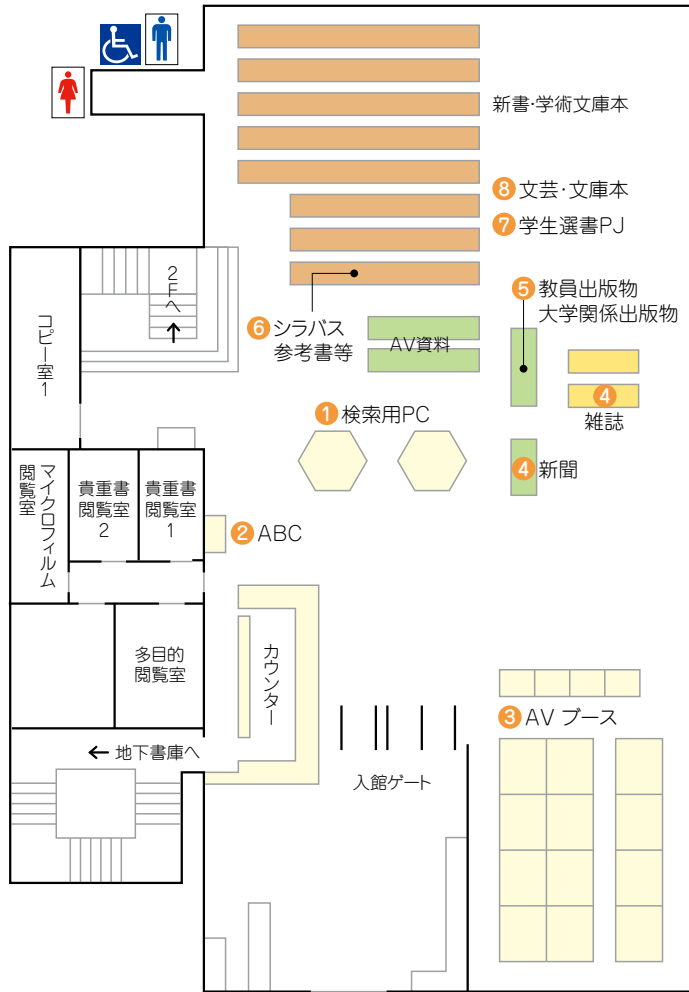 新書・学術文庫本
8 文芸・文庫本
7 学生選書PJ
2Fへ
5 教員出版物
大学関係出版物
6 シラバス
参考書等
AV資料
コピー室1
4
雑誌
1 検索用PC
4 新聞
マイクロフィルム
閲覧室
貴重書
閲覧室
2
貴重書
閲覧室
1
2 ABC
多目的
閲覧室
カウンター
3 AV ブース
← 地下書庫へ
入館ゲート